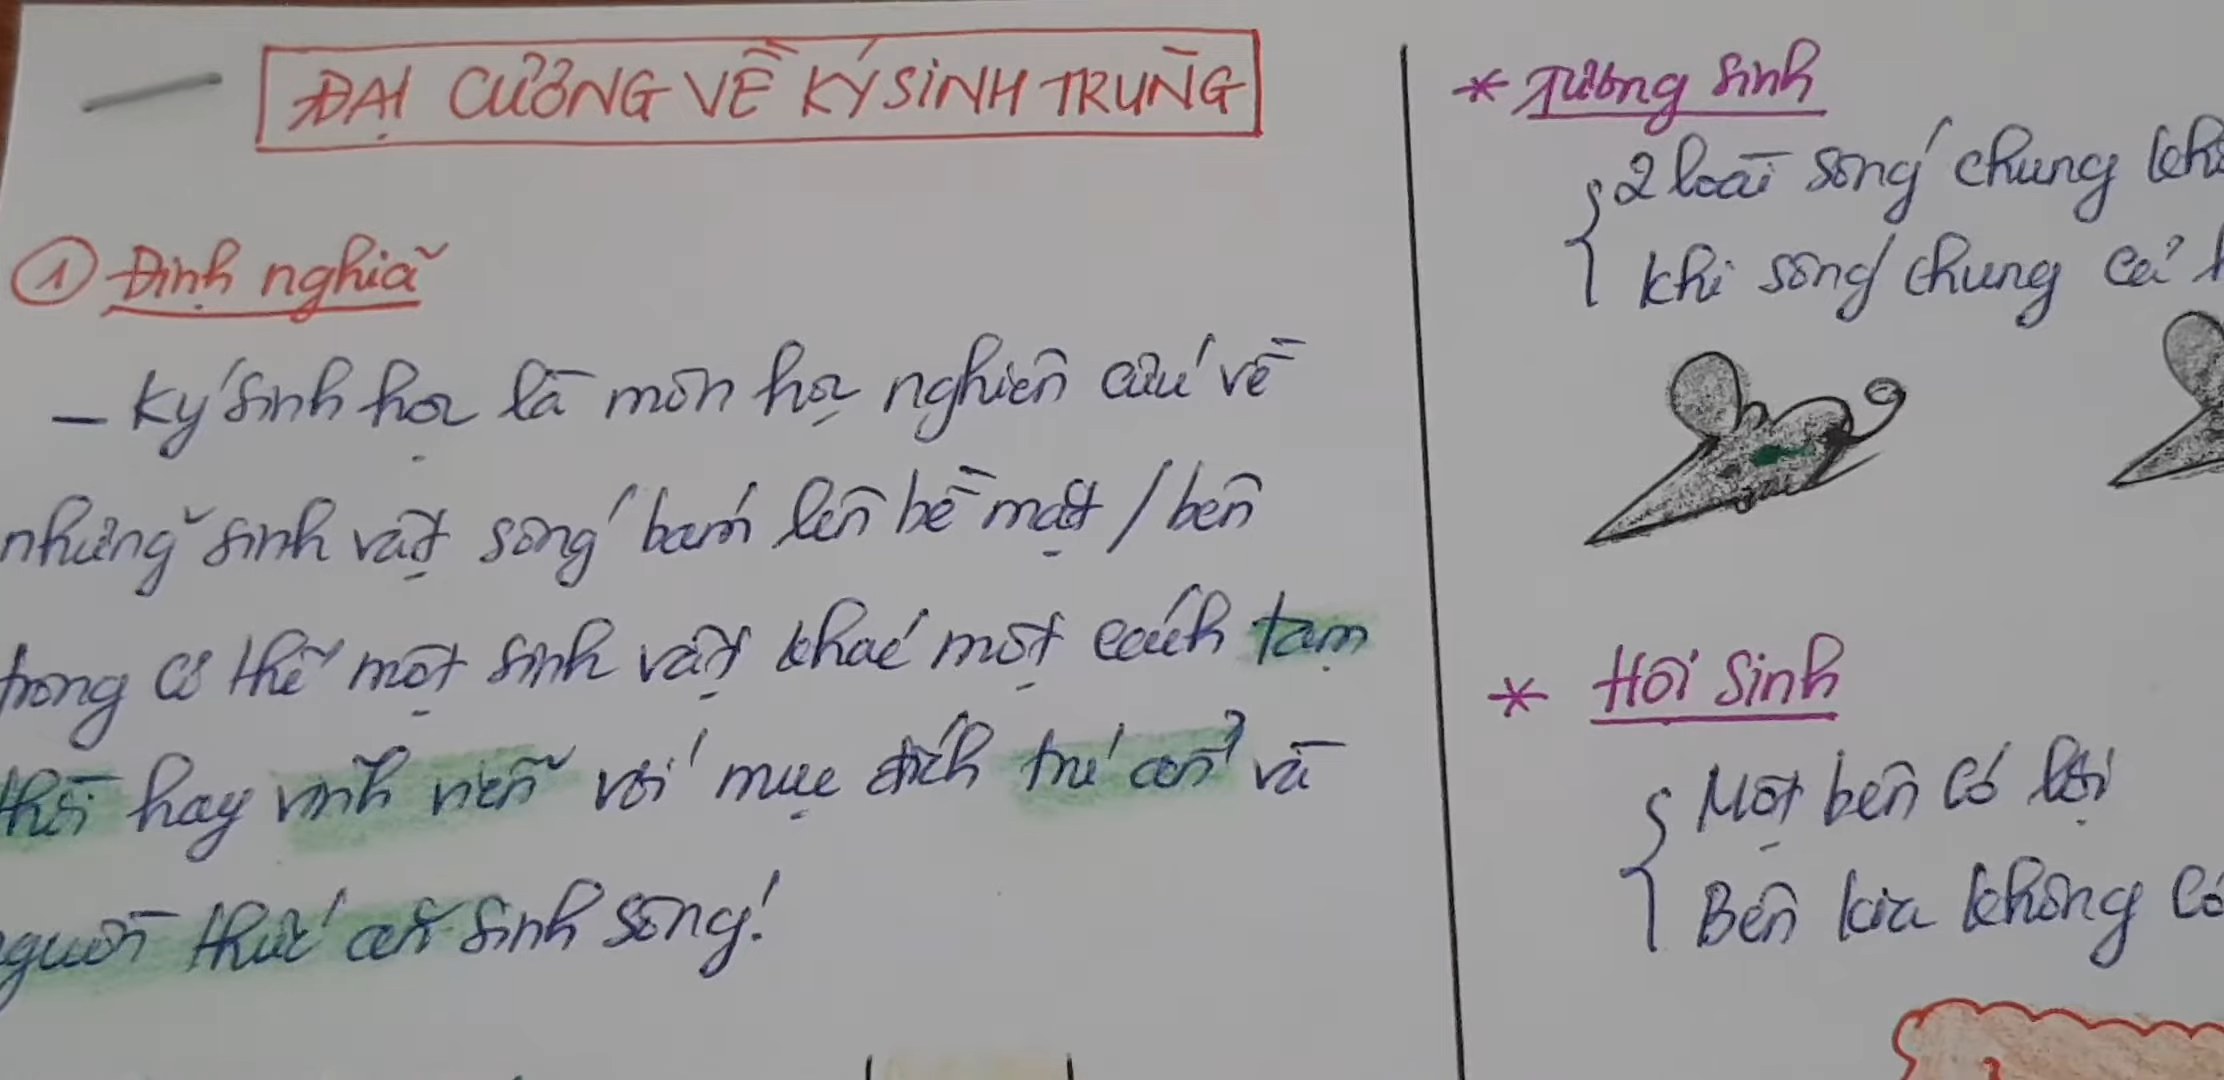 ĐẠI CƯƠNG VỀ KÝ SINH TRÙNG
① Định nghĩa
- Ký sinh học là môn học nghiên cứu về
những sinh vật sống bám lên bề mặt / bên
trong cơ thể một sinh vật khác một cách tạm
thời hay vĩnh viễn với mục đích trú ẩn và
guồn thức ăn sinh sống!
* Tương sinh
2 loài sống chung
khi sống chung cả
* Hội Sinh
Một bên có lợi
Bên kia không có